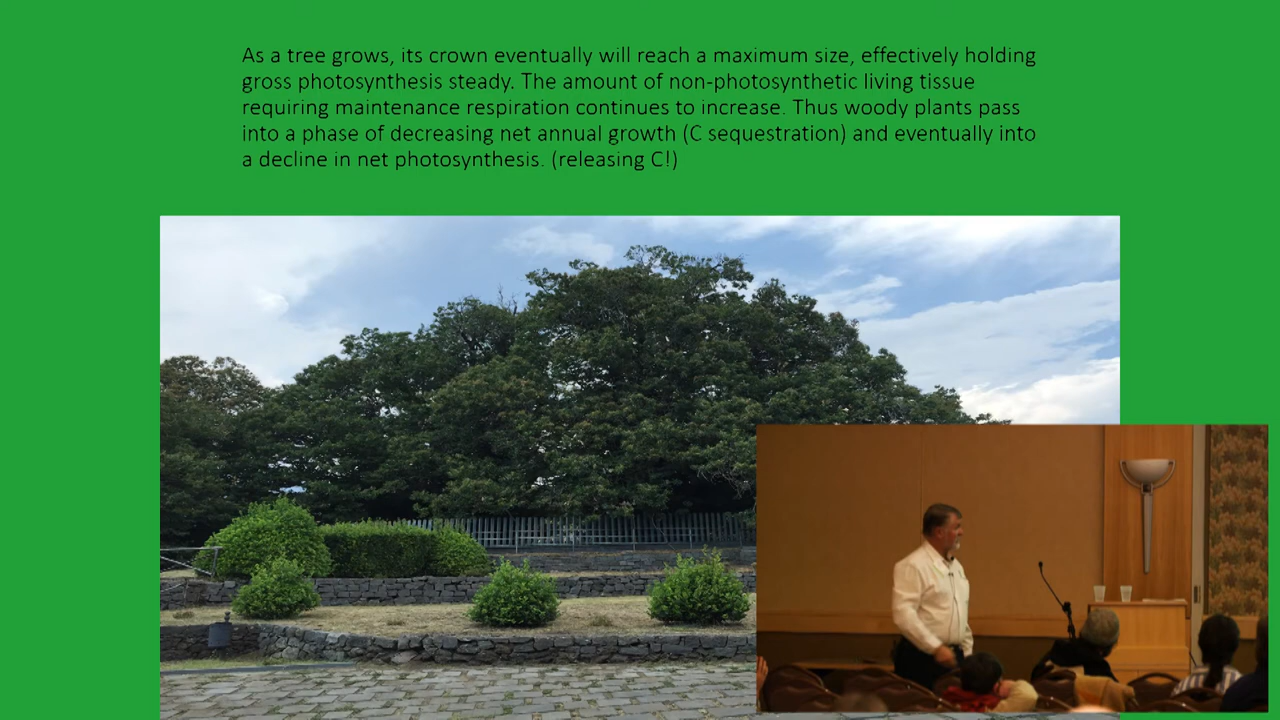 As a tree grows, its crown eventually will reach a maximum size, effectively holding
gross photosynthesis steady. The amount of non-photosynthetic living tissue
requiring maintenance respiration continues to increase. Thus woody plants pass
into a phase of decreasing net annual growth (C sequestration) and eventually into
a decline in net photosynthesis. (releasing C!)